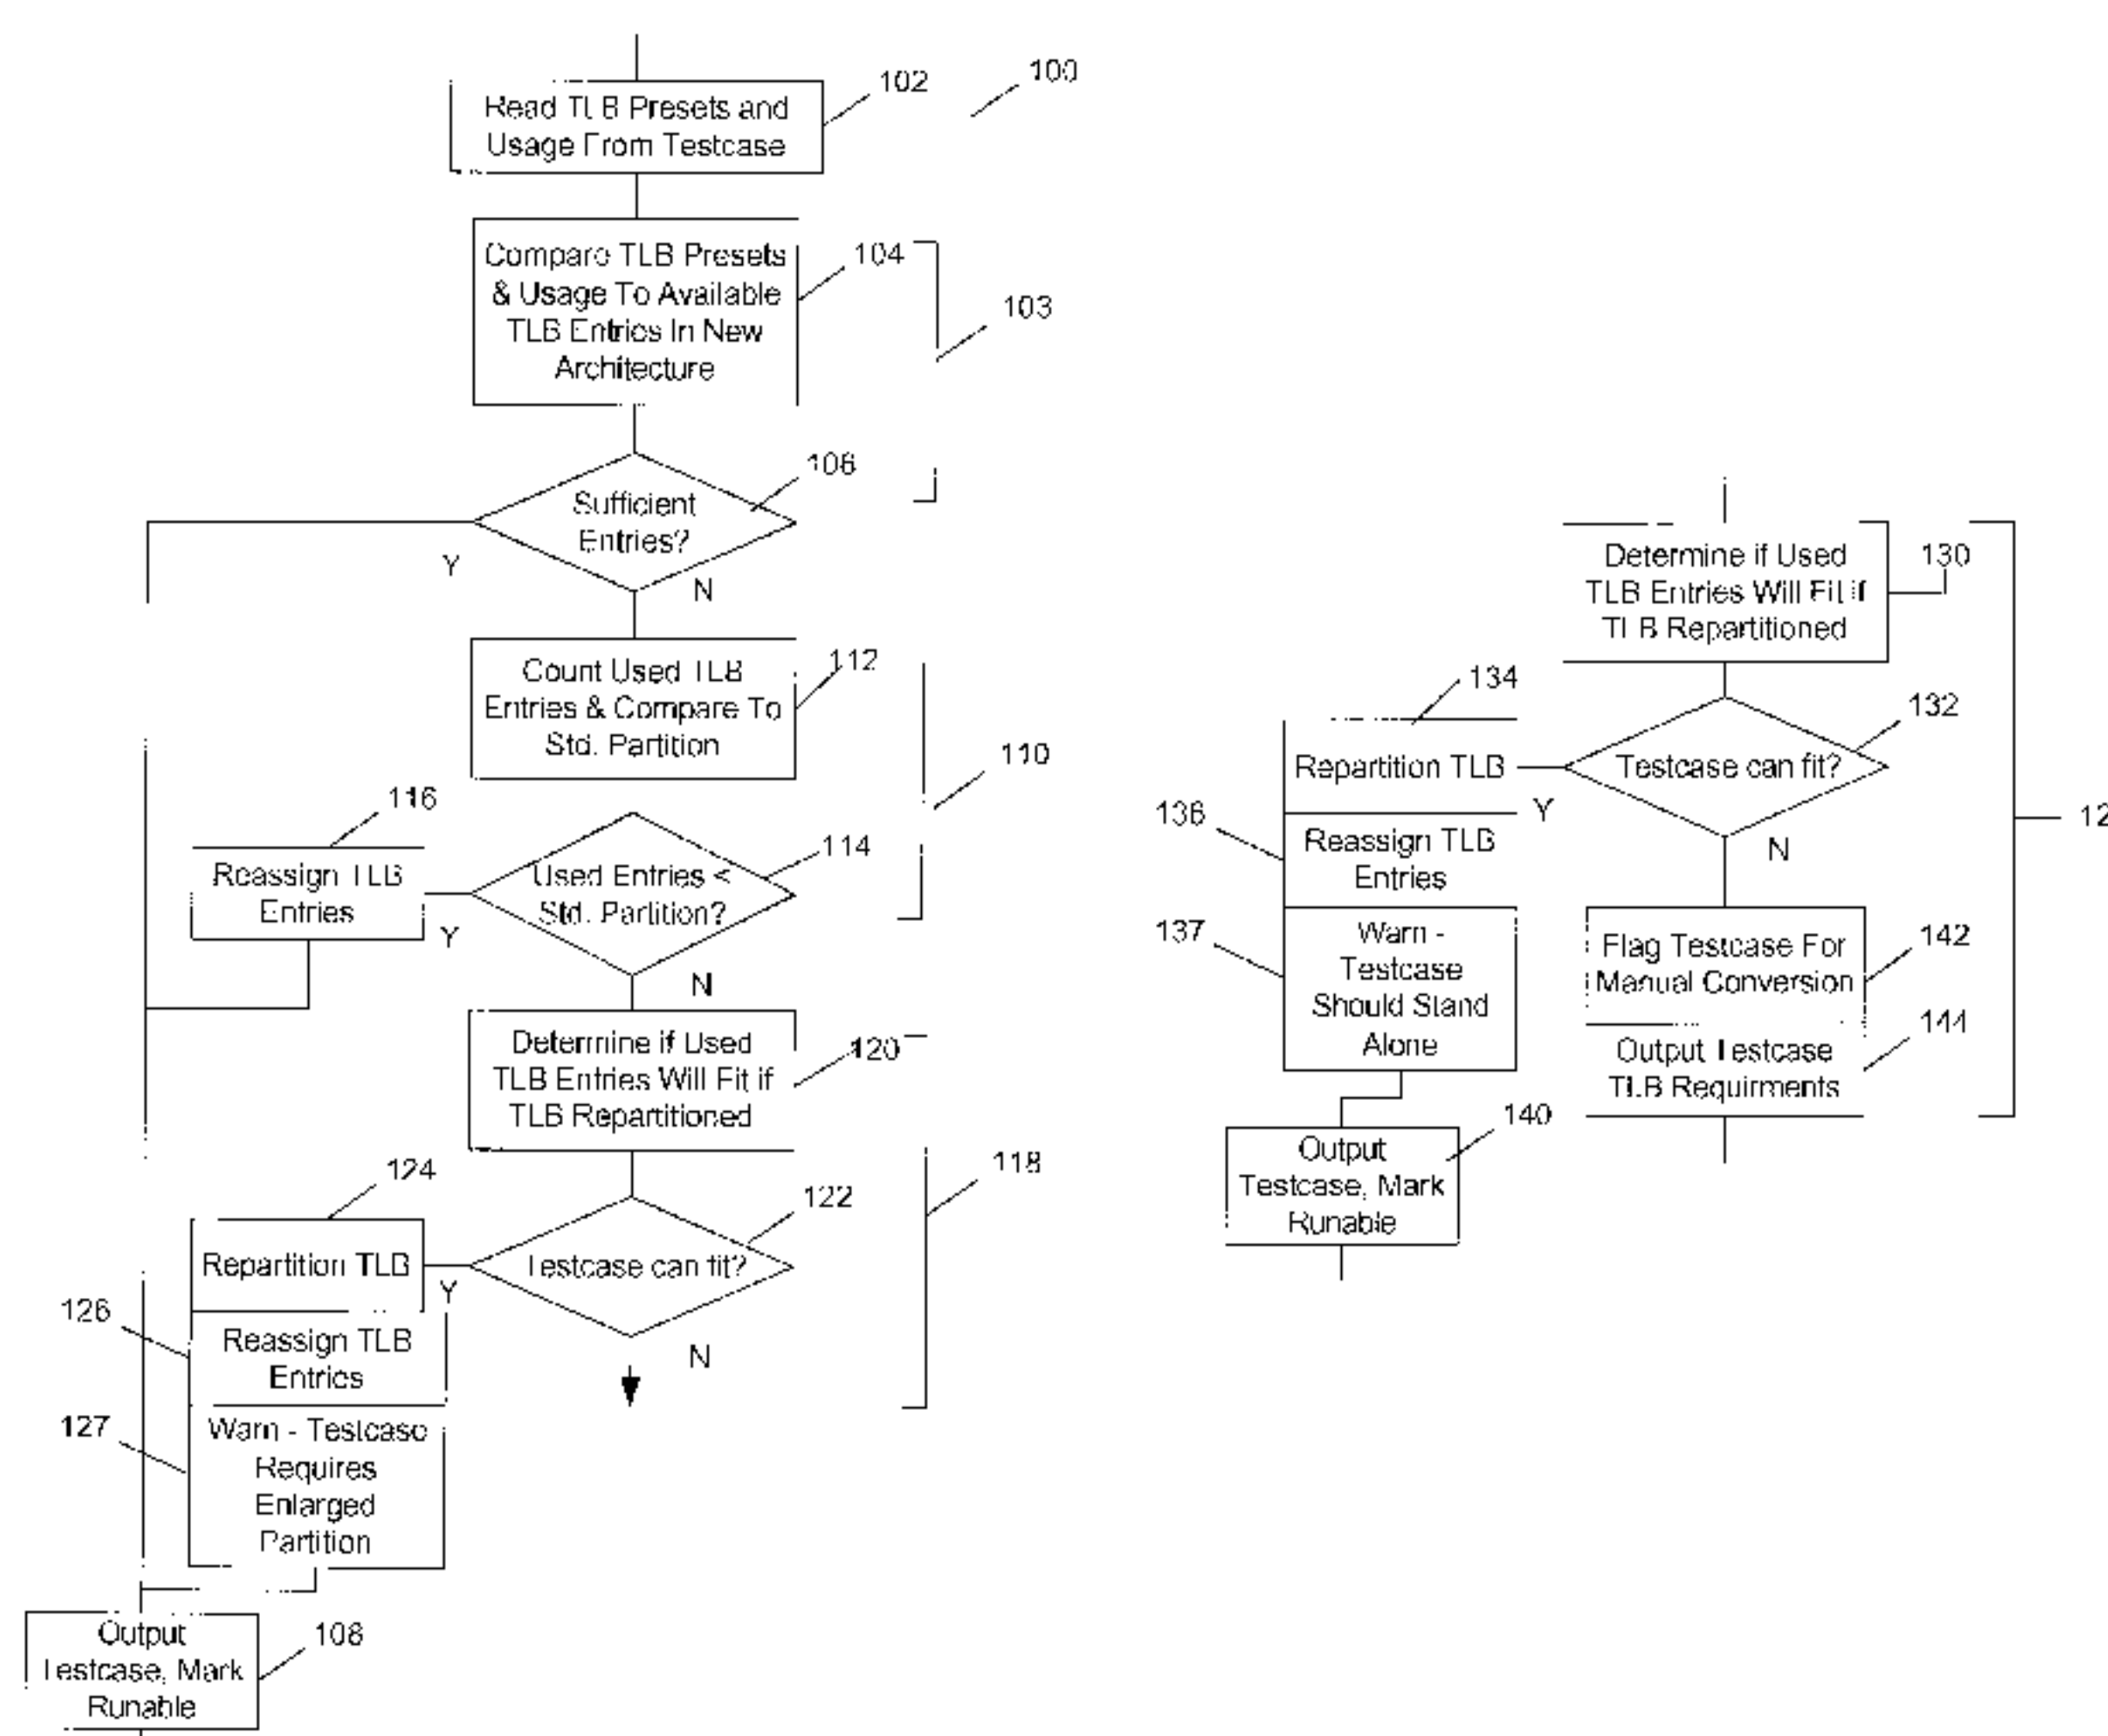 100
102
Read TLB Presets and
Usage From Testcase
104
103
Compare TLB Presets
& Usage To Available
TLB Entries In New
Architecture
106
Sufficient
Entries?
Y
N
112
110
Count Used TLB
Entries & Compare To
Std. Partition
116
Reassign TLB
Entries
Y
114
Used Entries <
Std. Partition?
N
120
118
Determine if Used
TLB Entries Will Fit if
TLB Repartitioned
124
Repartition TLB
Y
122
Testcase can fit?
N
126
Reassign TLB
Entries
127
Warn - Testcase
Requires
Enlarged
Partition
108
Output
Testcase, Mark
Runable
130
Determine if Used
TLB Entries Will Fit if
TLB Repartitioned
12
134
Repartition TLB
Y
132
Testcase can fit?
N
136
Reassign TLB
Entries
137
Warn -
Testcase
Should Stand
Alone
140
Output
Testcase, Mark
Runable
142
Flag Testcase For
Manual Conversion
144
Output Testcase
TLB Requirments